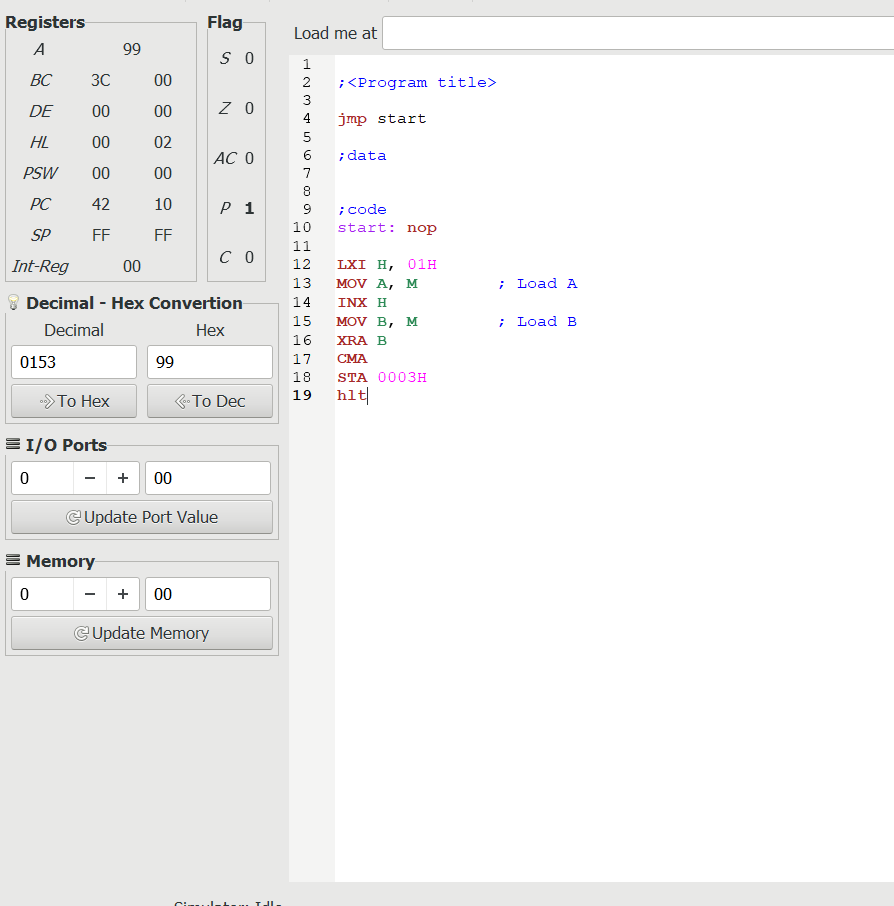 Registers
A 99
BC 3C 00
DE 00 00
HL 00 02
PSW 00 00
PC 42 10
SP FF FF
Int-Reg 00
Flag
S 0
Z 0
AC 0
P 1
C 0
Decimal - Hex Convertion
Decimal Hex
0153 99
To Hex To Dec
I/O Ports
0 − + 00
Update Port Value
Memory
0 − + 00
Update Memory
Load me at
1
2 ;<Program title>
3
4 jmp start
5
6 ;data
7
8
9 ;code
10 start: nop
11
12 LXI H, 01H
13 MOV A, M ; Load A
14 INX H
15 MOV B, M ; Load B
16 XRA B
17 CMA
18 STA 0003H
19 hlt
Simulator: Idle